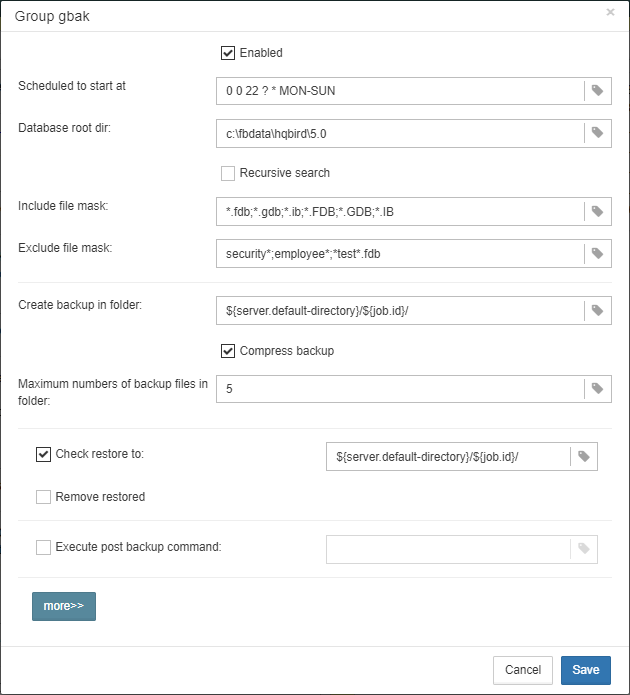 Group gbak
×
Enabled
Scheduled to start at
0 0 22 ? * MON-SUN
Database root dir:
c:\fbdata\hqbird\5.0
Recursive search
Include file mask:
*.fdb;*.gdb;*.ib;*.FDB;*.GDB;*.IB
Exclude file mask:
security*;employee*;*test*.fdb
Create backup in folder:
${server.default-directory}/${job.id}/
Compress backup
Maximum numbers of backup files in
folder:
5
Check restore to:
${server.default-directory}/${job.id}/
Remove restored
Execute post backup command:
more>>
Cancel
Save